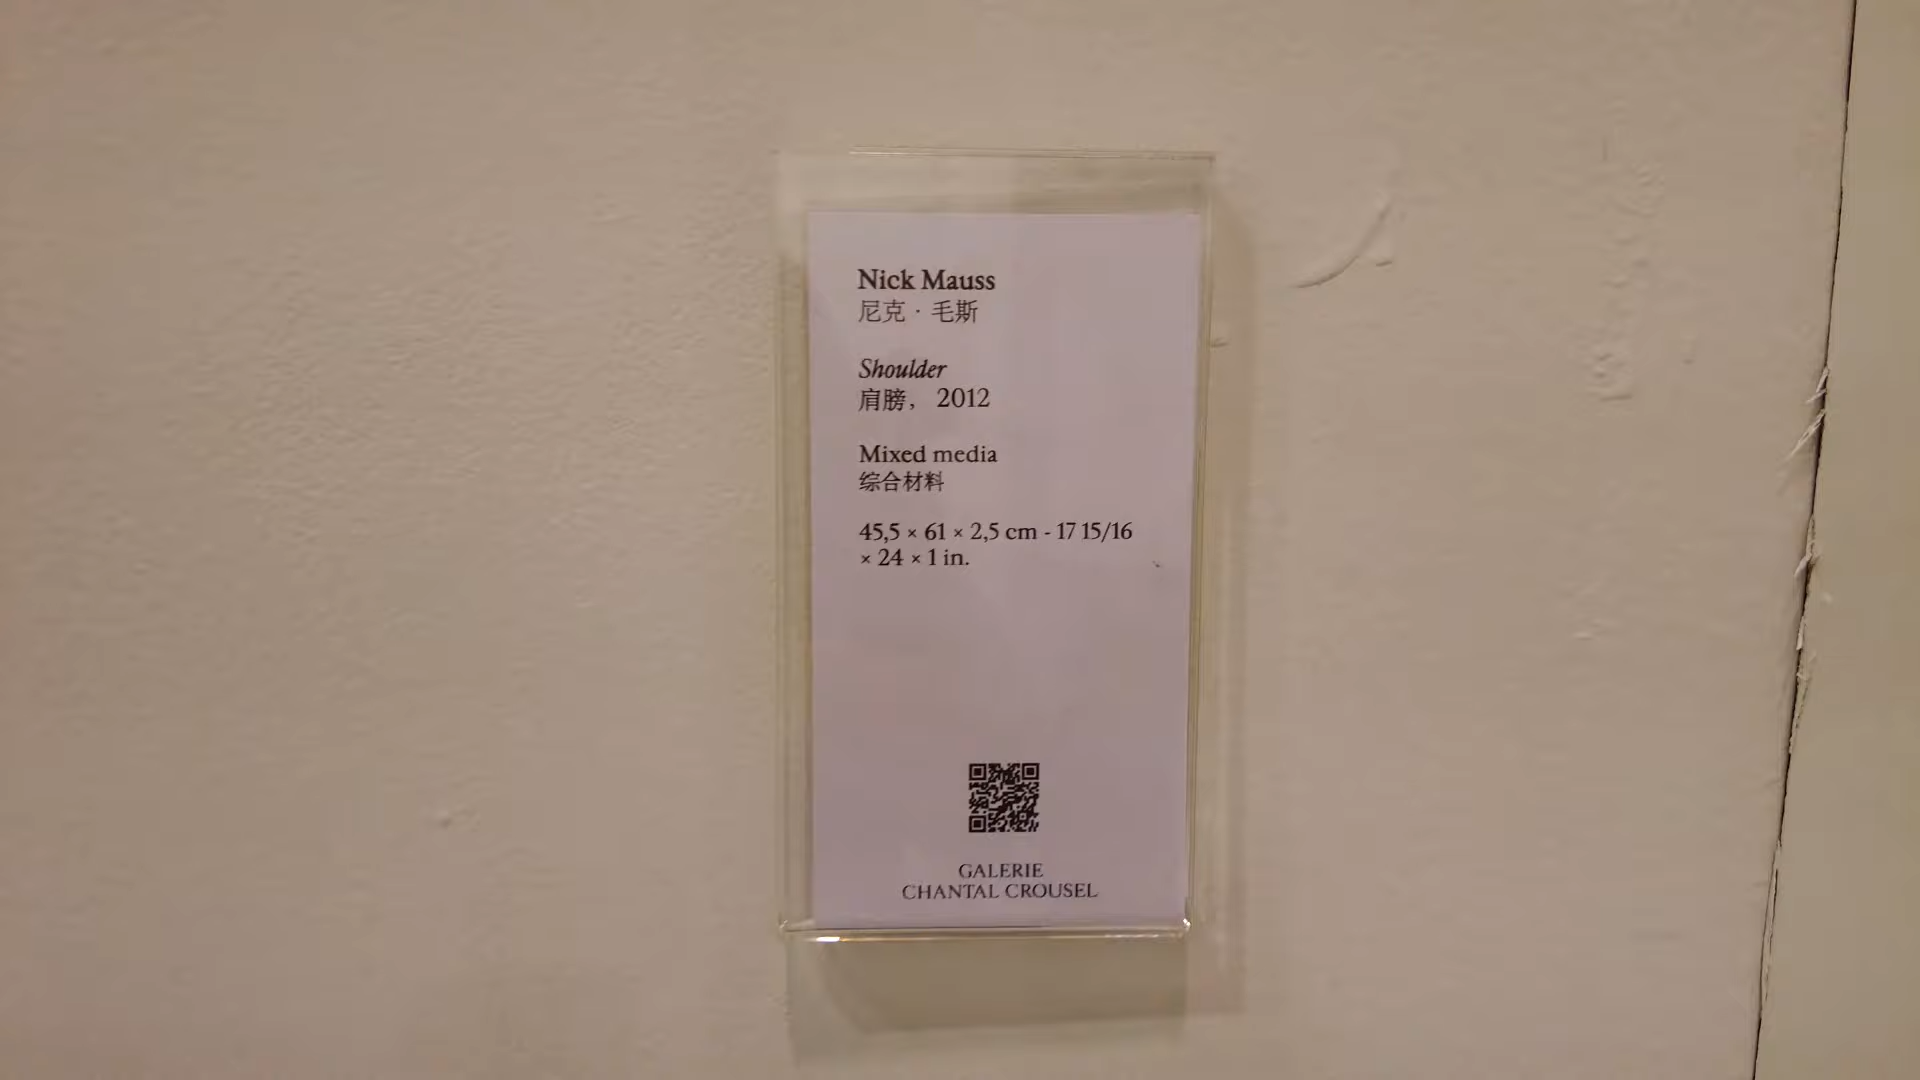 Nick Mauss
尼克 · 毛斯
Shoulder
肩膀， 2012
Mixed media
综合材料
45,5 × 61 × 2,5 cm - 17 15/16
× 24 × 1 in.
GALERIE
CHANTAL CROUSEL